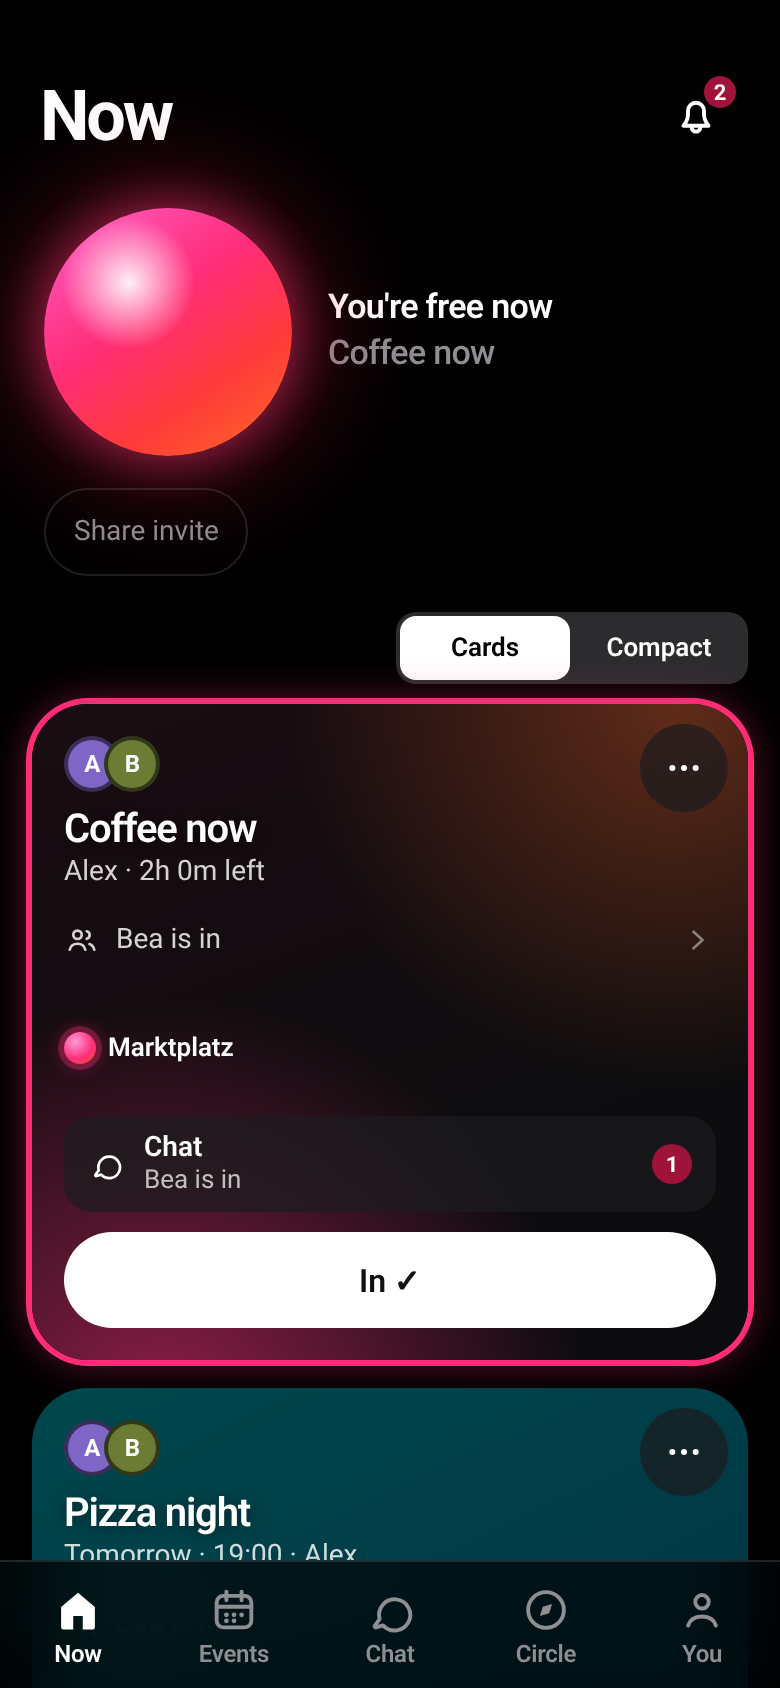 Now
2
You're free now
Coffee now
Share invite
Cards
Compact
A
B
Coffee now
Alex · 2h 0m left
Bea is in
Marktplatz
Chat
Bea is in
1
In ✓
A
B
Pizza night
Tomorrow · 19:00 · Alex
Now
Events
Chat
Circle
You